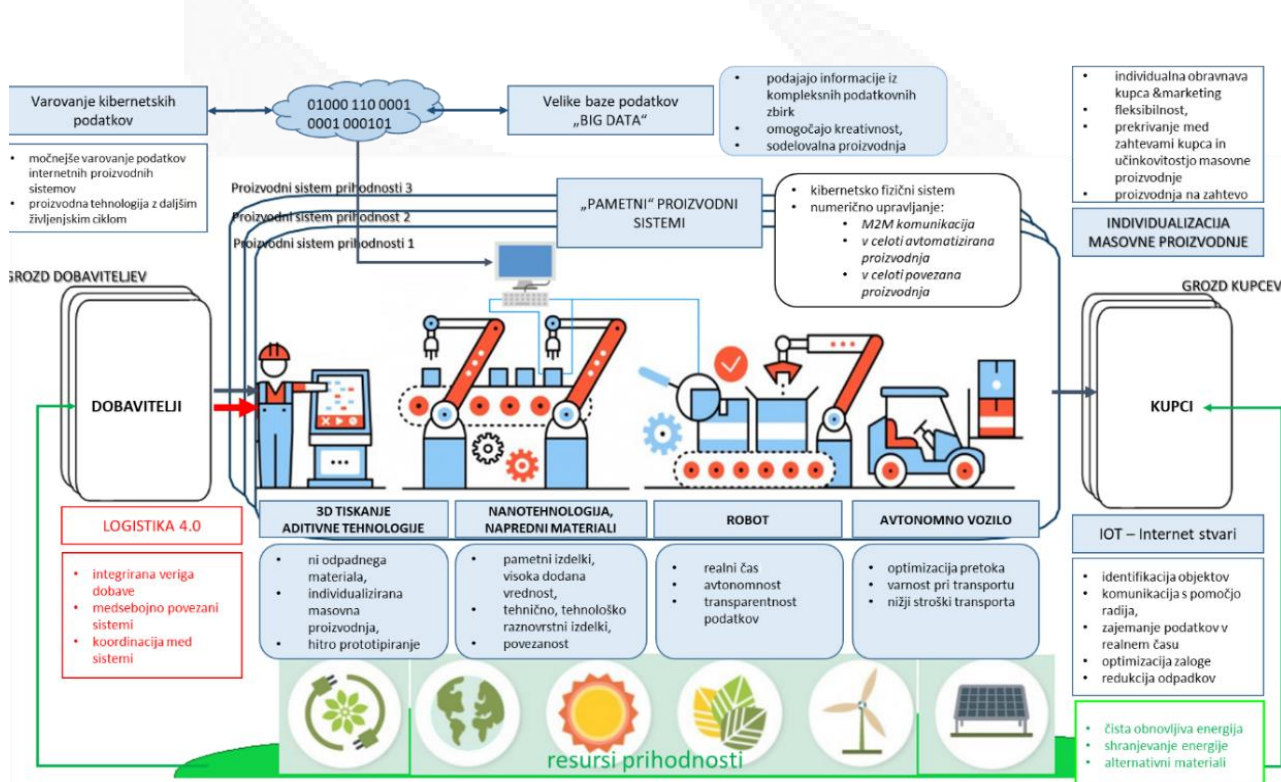 Varovanje kibernetskih
podatkov
01000 110 0001
0001 000101
Velike baze podatkov
„BIG DATA“
• podajajo informacije iz
kompleksnih podatkovnih
zbirk
• omogočajo kreativnost,
• sodelovalna proizvodnja
• individualna obravnava
kupca &marketing
• fleksibilnost,
• prekrivanje med
zahtevami kupca in
učinkovitostjo masovne
proizvodnje
• proizvodnja na zahtevo
INDIVIDUALIZACIJA
MASOVNE PROIZVODNJE
• močnejše varovanje podatkov
internetnih proizvodnih
sistemov
• proizvodna tehnologija z daljšim
življenjskim ciklom
Proizvodni sistem prihodnosti 3
Proizvodni sistem prihodnost 2
Proizvodni sistem prihodnosti 1
„PAMETNI“ PROIZVODNI
SISTEMI
• kibernetsko fizični sistem
• numerično upravljanje:
• M2M komunikacija
• v celoti avtomatizirana
proizvodnja
• v celoti povezana
proizvodnja
GROZD DOBAVITELJEV
GROZD KUPCEV
DOBAVITELJI
KUPCI
LOGISTIKA 4.0
• integrirana veriga
dobave
• medsebojno povezani
sistemi
• koordinacija med
sistemi
3D TISKANJE
ADITIVNE TEHNOLOGIJE
• ni odpadnega
materiala,
• individualizirana
masovna
proizvodnja,
• hitro prototipiranje
NANOTEHNOLOGIJA,
NAPREDNI MATERIALI
• pametni izdelki,
visoka dodana
vrednost,
• tehnično, tehnološko
raznovrstni izdelki,
• povezanost
ROBOT
• realni čas
• avtonomnost
• transparentnost
podatkov
AVTONOMNO VOZILO
• optimizacija pretoka
• varnost pri transportu
• nižji stroški transporta
IOT – Internet stvari
• identifikacija objektov
• komunikacija s pomočjo
radija,
• zajemanje podatkov v
realnem času
• optimizacija zaloge
• redukcija odpadkov
• čista obnovljiva energija
• shranjevanje energije
• alternativni materiali
resursi prihodnosti